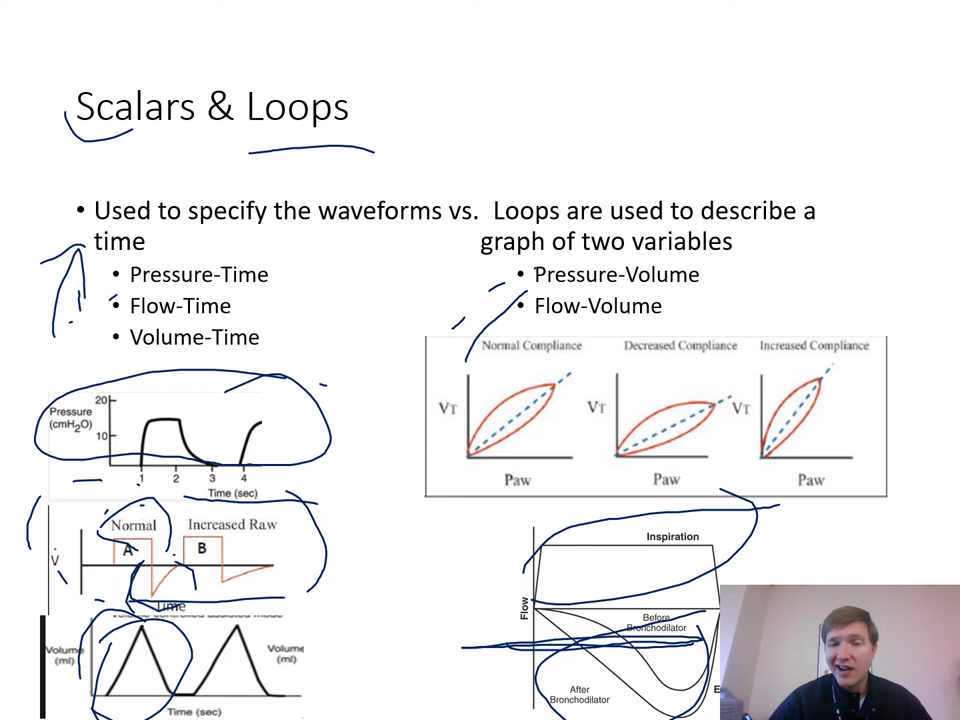 Scalars & Loops
• Used to specify the waveforms vs. time
• Pressure-Time
• Flow-Time
• Volume-Time
Loops are used to describe a
graph of two variables
• Pressure-Volume
• Flow-Volume
Pressure
(cmH2O)
20
10
1 2 3 4
Time (sec)
Normal
Increased Raw
A
B
V̇
Time
Volume
(ml)
Volume
(ml)
Time (sec)
Normal Compliance
Decreased Compliance
Increased Compliance
VT
VT
VT
Paw
Paw
Paw
Inspiration
Flow
Before
Bronchodilator
After
Bronchodilator